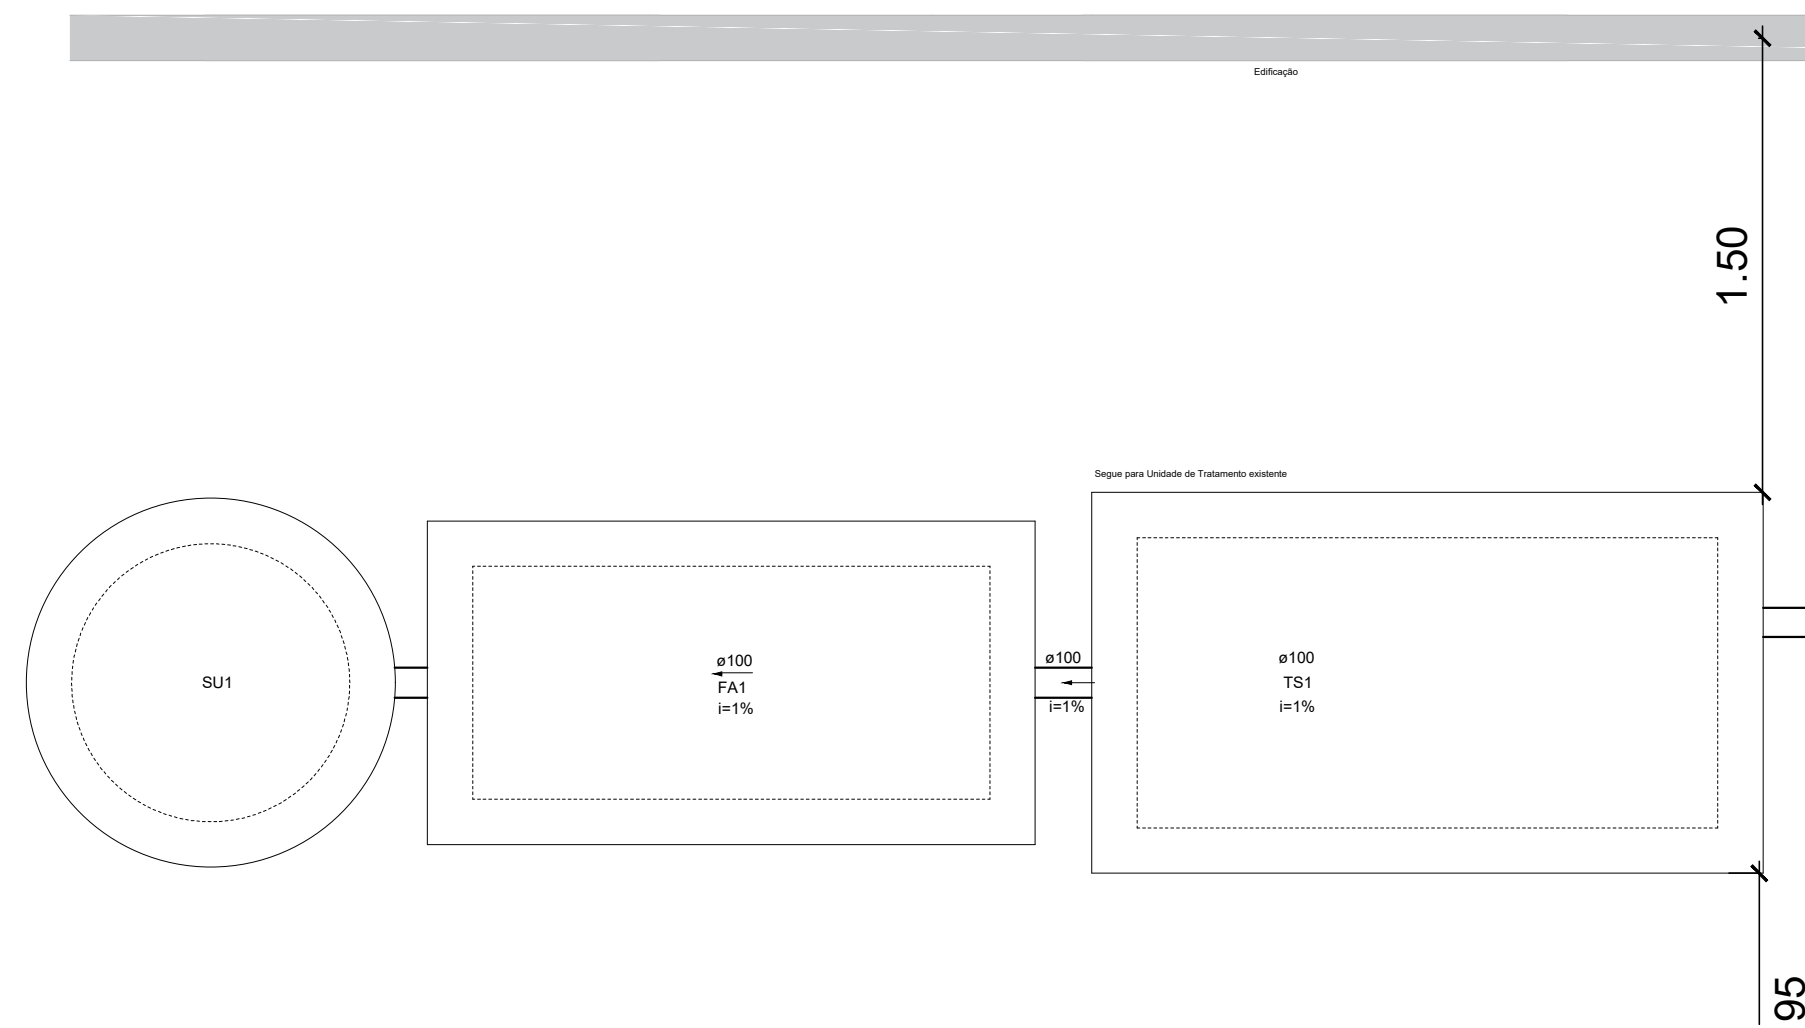 Edificação
1.50
Segue para Unidade de Tratamento existente
SU1
ø100
FA1
i=1%
ø100
i=1%
ø100
TS1
i=1%
95